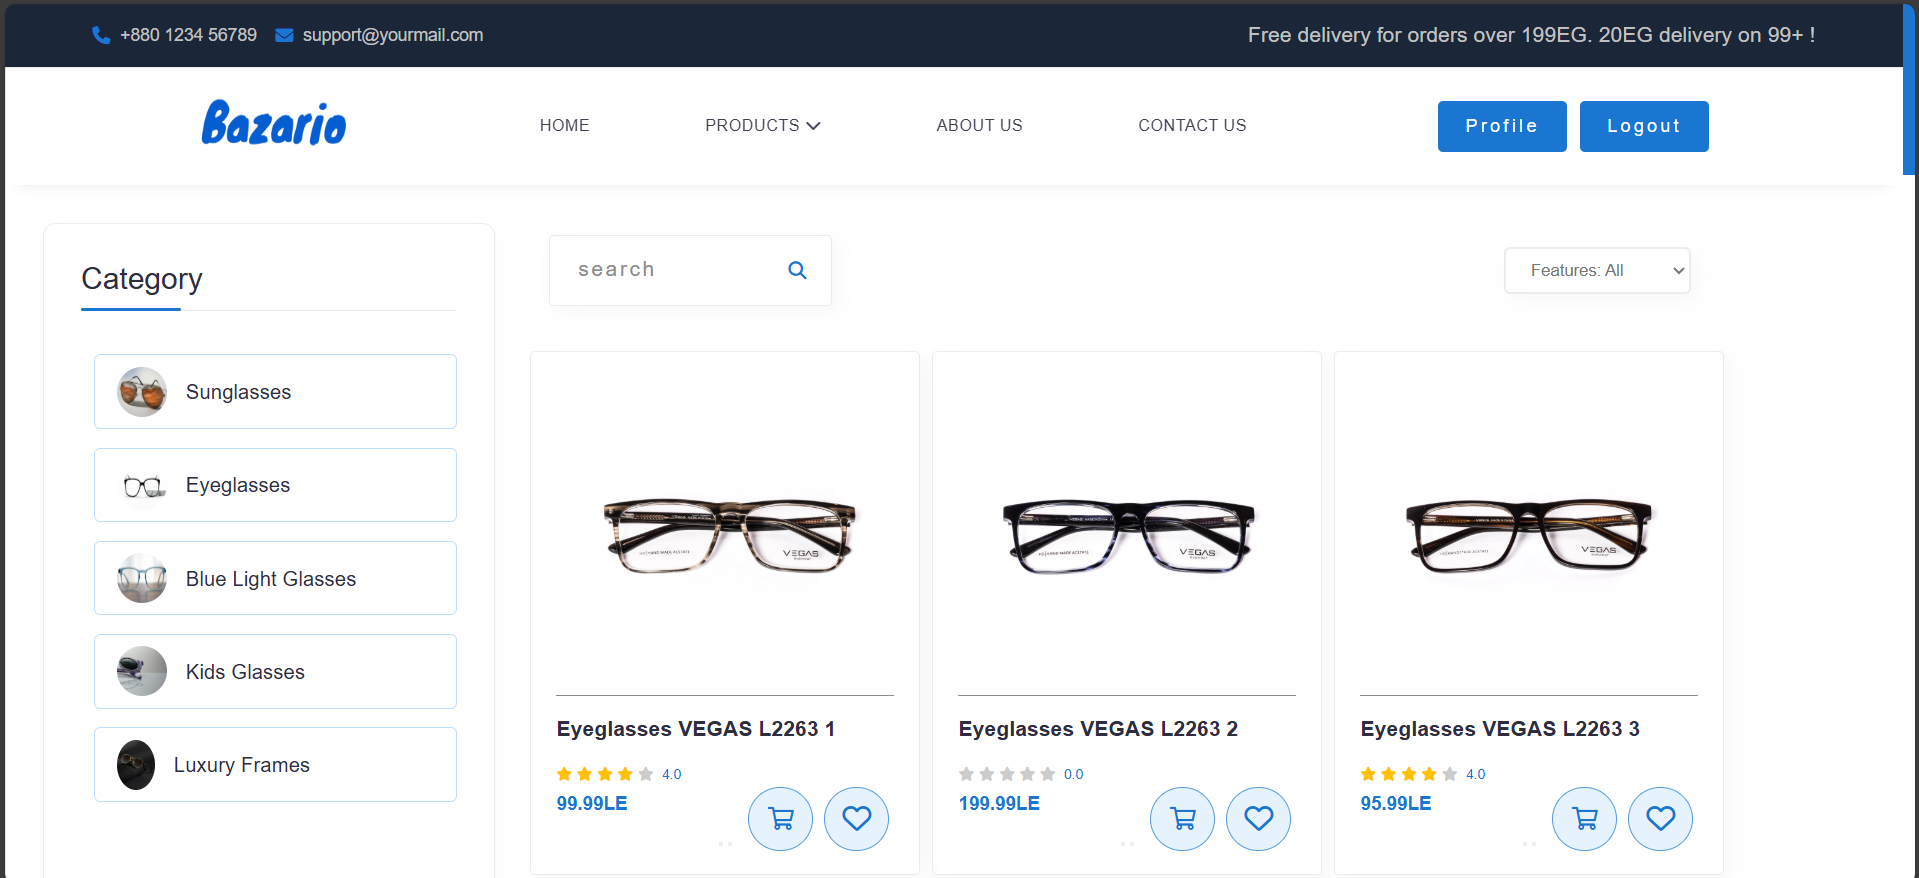 +880 1234 56789 support@yourmail.com Free delivery for orders over 199EG. 20EG delivery on 99+ !
Bazario HOME PRODUCTS ABOUT US CONTACT US Profile Logout
Category
Sunglasses
Eyeglasses
Blue Light Glasses
Kids Glasses
Luxury Frames
search
Features: All
VEGAS
Eyeglasses VEGAS L2263 1
4.0
99.99LE
VEGAS
Eyeglasses VEGAS L2263 2
0.0
199.99LE
VEGAS
Eyeglasses VEGAS L2263 3
4.0
95.99LE